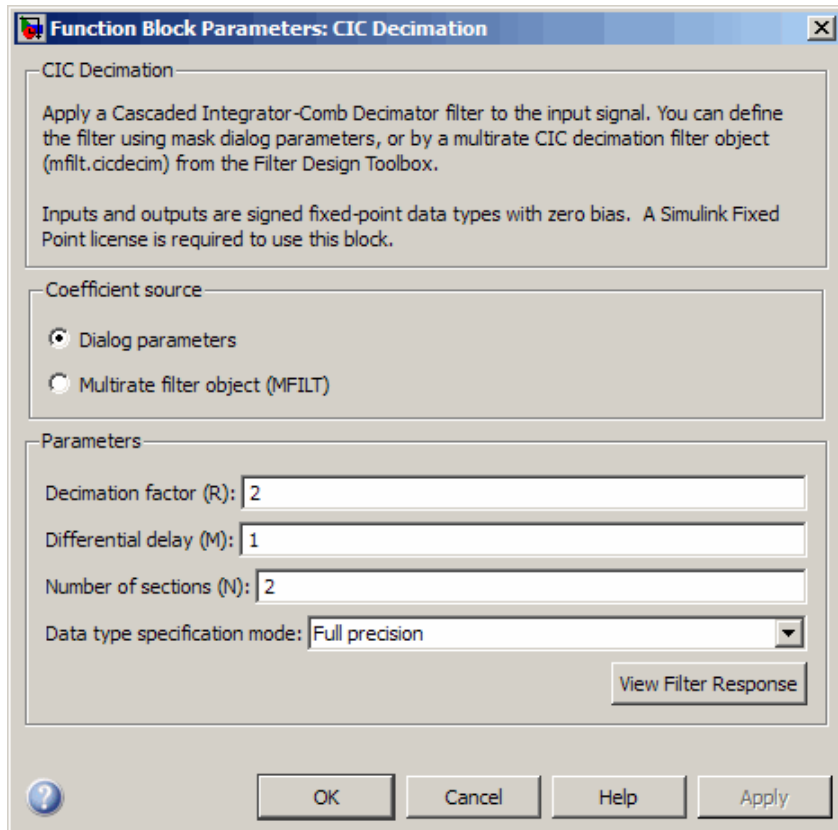 Function Block Parameters: CIC Decimation
CIC Decimation
Apply a Cascaded Integrator-Comb Decimator filter to the input signal. You can define
the filter using mask dialog parameters, or by a multirate CIC decimation filter object
(mfilt.cicdecim) from the Filter Design Toolbox.
Inputs and outputs are signed fixed-point data types with zero bias.  A Simulink Fixed
Point license is required to use this block.
Coefficient source
Dialog parameters
Multirate filter object (MFILT)
Parameters
Decimation factor (R): 2
Differential delay (M): 1
Number of sections (N): 2
Data type specification mode: Full precision
View Filter Response
? OK Cancel Help Apply